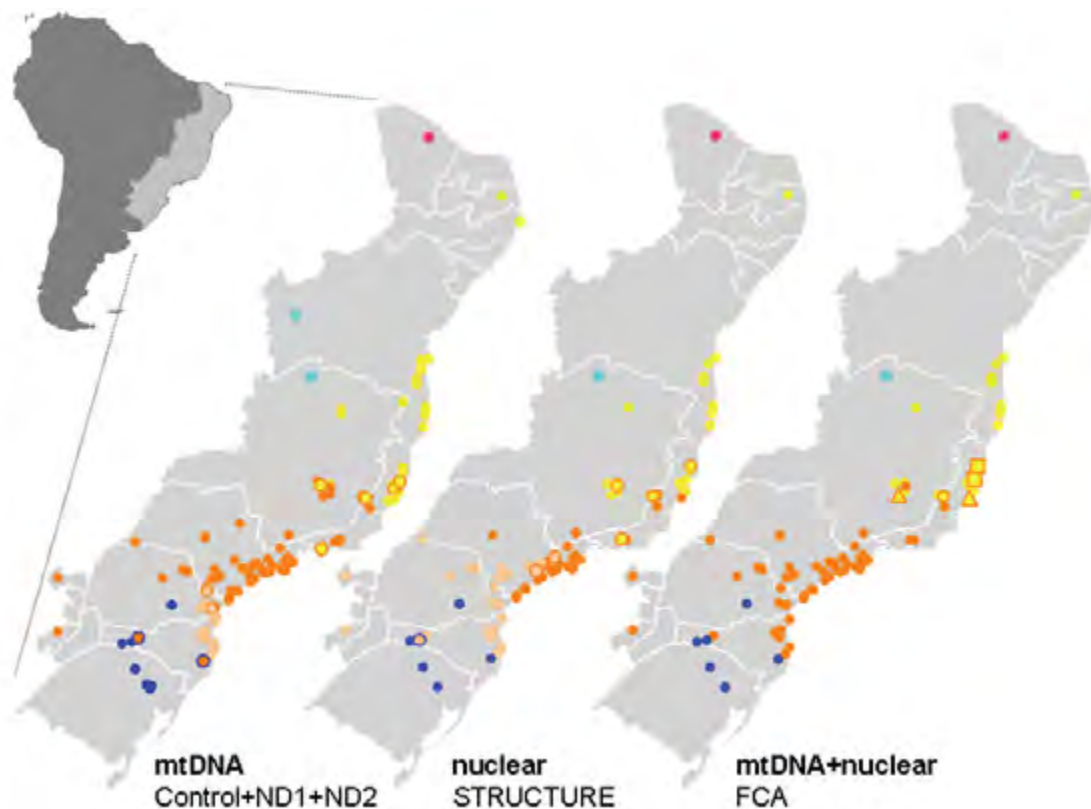 mtDNA
Control+ND1+ND2
nuclear
STRUCTURE
mtDNA+nuclear
FCA